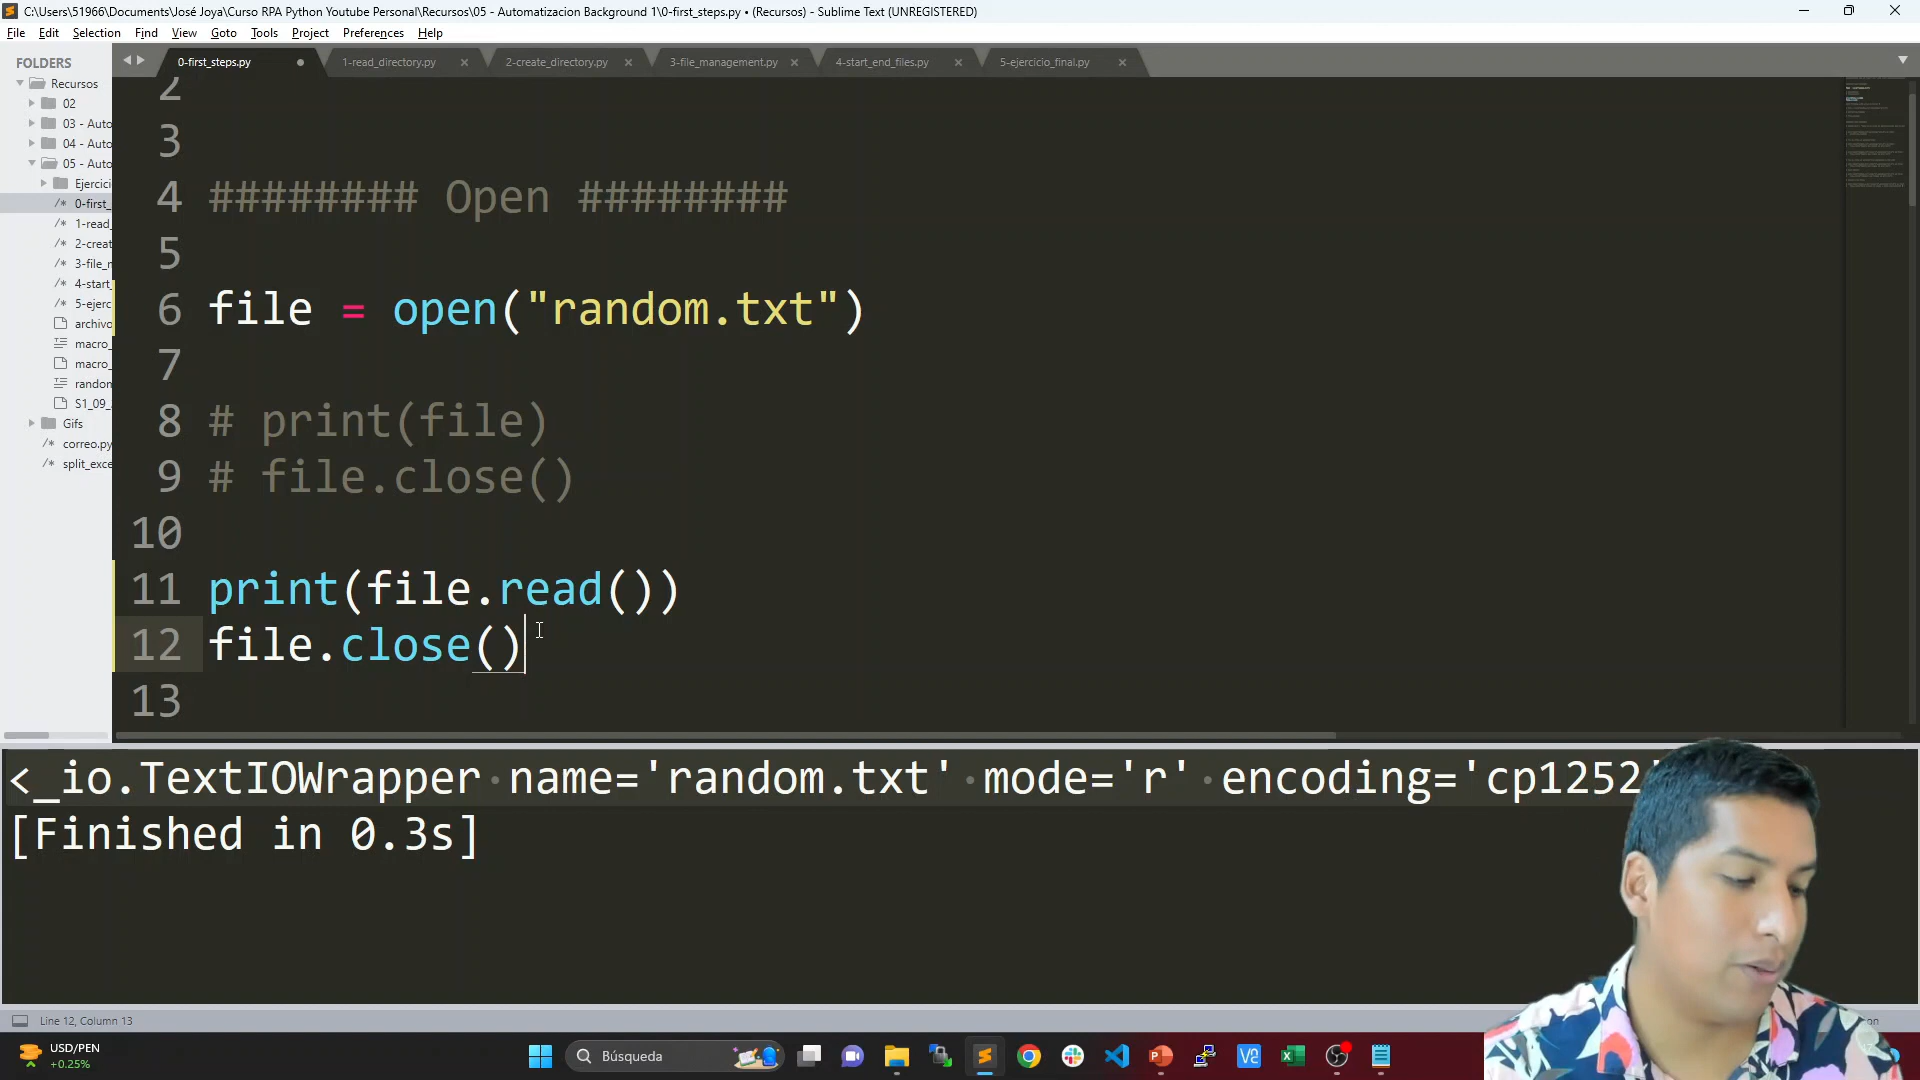 C:\Users\51966\Documents\José Joya\Curso RPA Python Youtube Personal\Recursos\05 - Automatizacion Background 1\0-first_steps.py • (Recursos) - Sublime Text (UNREGISTERED)
File Edit Selection Find View Goto Tools Project Preferences Help
FOLDERS
Recursos
02
03 - Auto
04 - Auto
05 - Auto
Ejercici
0-first_
1-read_
2-creat
3-file_n
4-start_
5-ejerc
archivo
macro_
macro_
random
S1_09_
Gifs
correo.py
split_exce
0-first_steps.py 1-read_directory.py 2-create_directory.py 3-file_management.py 4-start_end_files.py 5-ejercicio_final.py
2
3
4 ######## Open ########
5
6 file = open("random.txt")
7
8 # print(file)
9 # file.close()
10
11 print(file.read())
12 file.close()
13
<_io.TextIOWrapper name='random.txt' mode='r' encoding='cp1252'
[Finished in 0.3s]
Line 12, Column 13
USD/PEN
+0.25%
Búsqueda